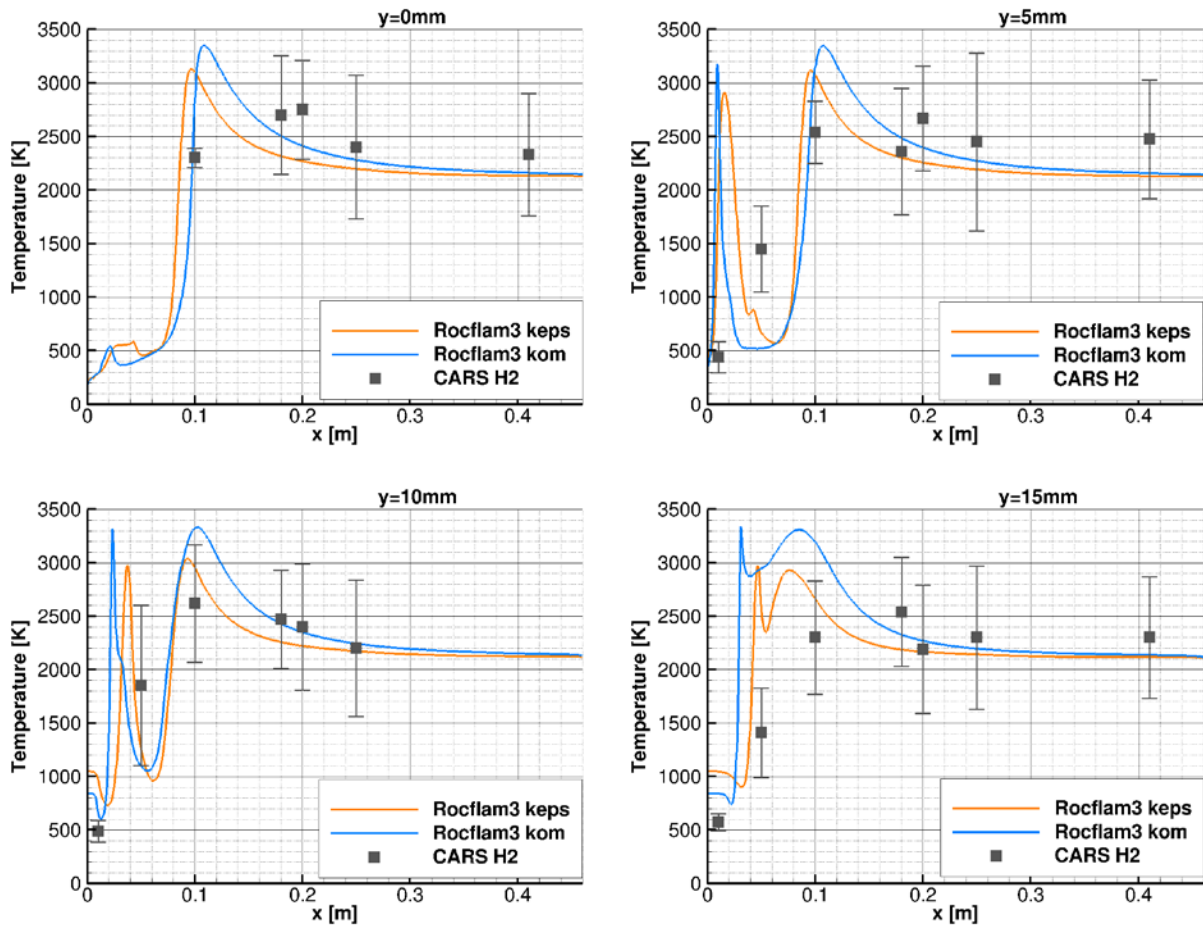 y=0mm
3500
3000
2500
2000
1500
1000
500
0
Temperature [K]
0 0.1 0.2 0.3 0.4
x [m]
Rocflam3 keps
Rocflam3 kom
CARS H2
y=5mm
3500
3000
2500
2000
1500
1000
500
0
Temperature [K]
0 0.1 0.2 0.3 0.4
x [m]
Rocflam3 keps
Rocflam3 kom
CARS H2
y=10mm
3500
3000
2500
2000
1500
1000
500
0
Temperature [K]
0 0.1 0.2 0.3 0.4
x [m]
Rocflam3 keps
Rocflam3 kom
CARS H2
y=15mm
3500
3000
2500
2000
1500
1000
500
0
Temperature [K]
0 0.1 0.2 0.3 0.4
x [m]
Rocflam3 keps
Rocflam3 kom
CARS H2